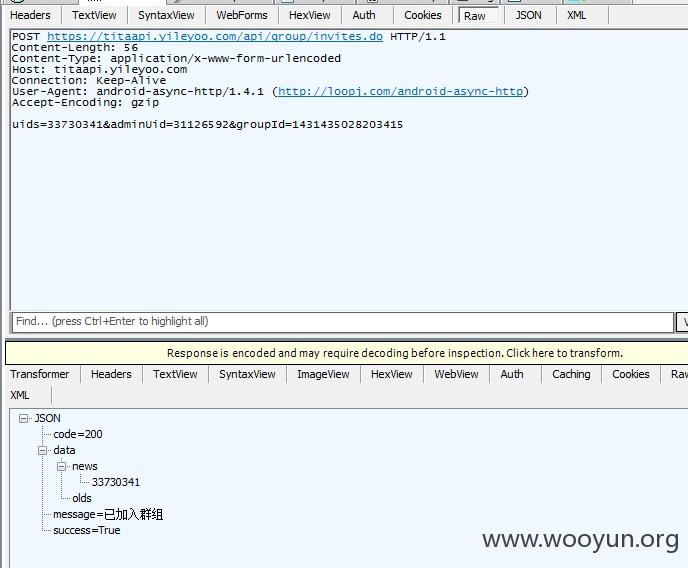 Headers TextView SyntaxView WebForms HexView Auth Cookies Raw JSON XML
POST https://titaapi.yileyoo.com/api/group/invites.do HTTP/1.1
Content-Length: 56
Content-Type: application/x-www-form-urlencoded
Host: titaapi.yileyoo.com
Connection: Keep-Alive
User-Agent: android-async-http/1.4.1 (http://loopj.com/android-async-http)
Accept-Encoding: gzip
uids=33730341&adminUid=31126592&groupId=1431435028203415
Find... (press Ctrl+Enter to highlight all)
Response is encoded and may require decoding before inspection. Click here to transform.
Transformer Headers TextView SyntaxView ImageView HexView WebView Auth Caching Cookies Raw
XML
JSON
code=200
data
news
33730341
olds
message=已加入群组
success=True
www.wooyun.org